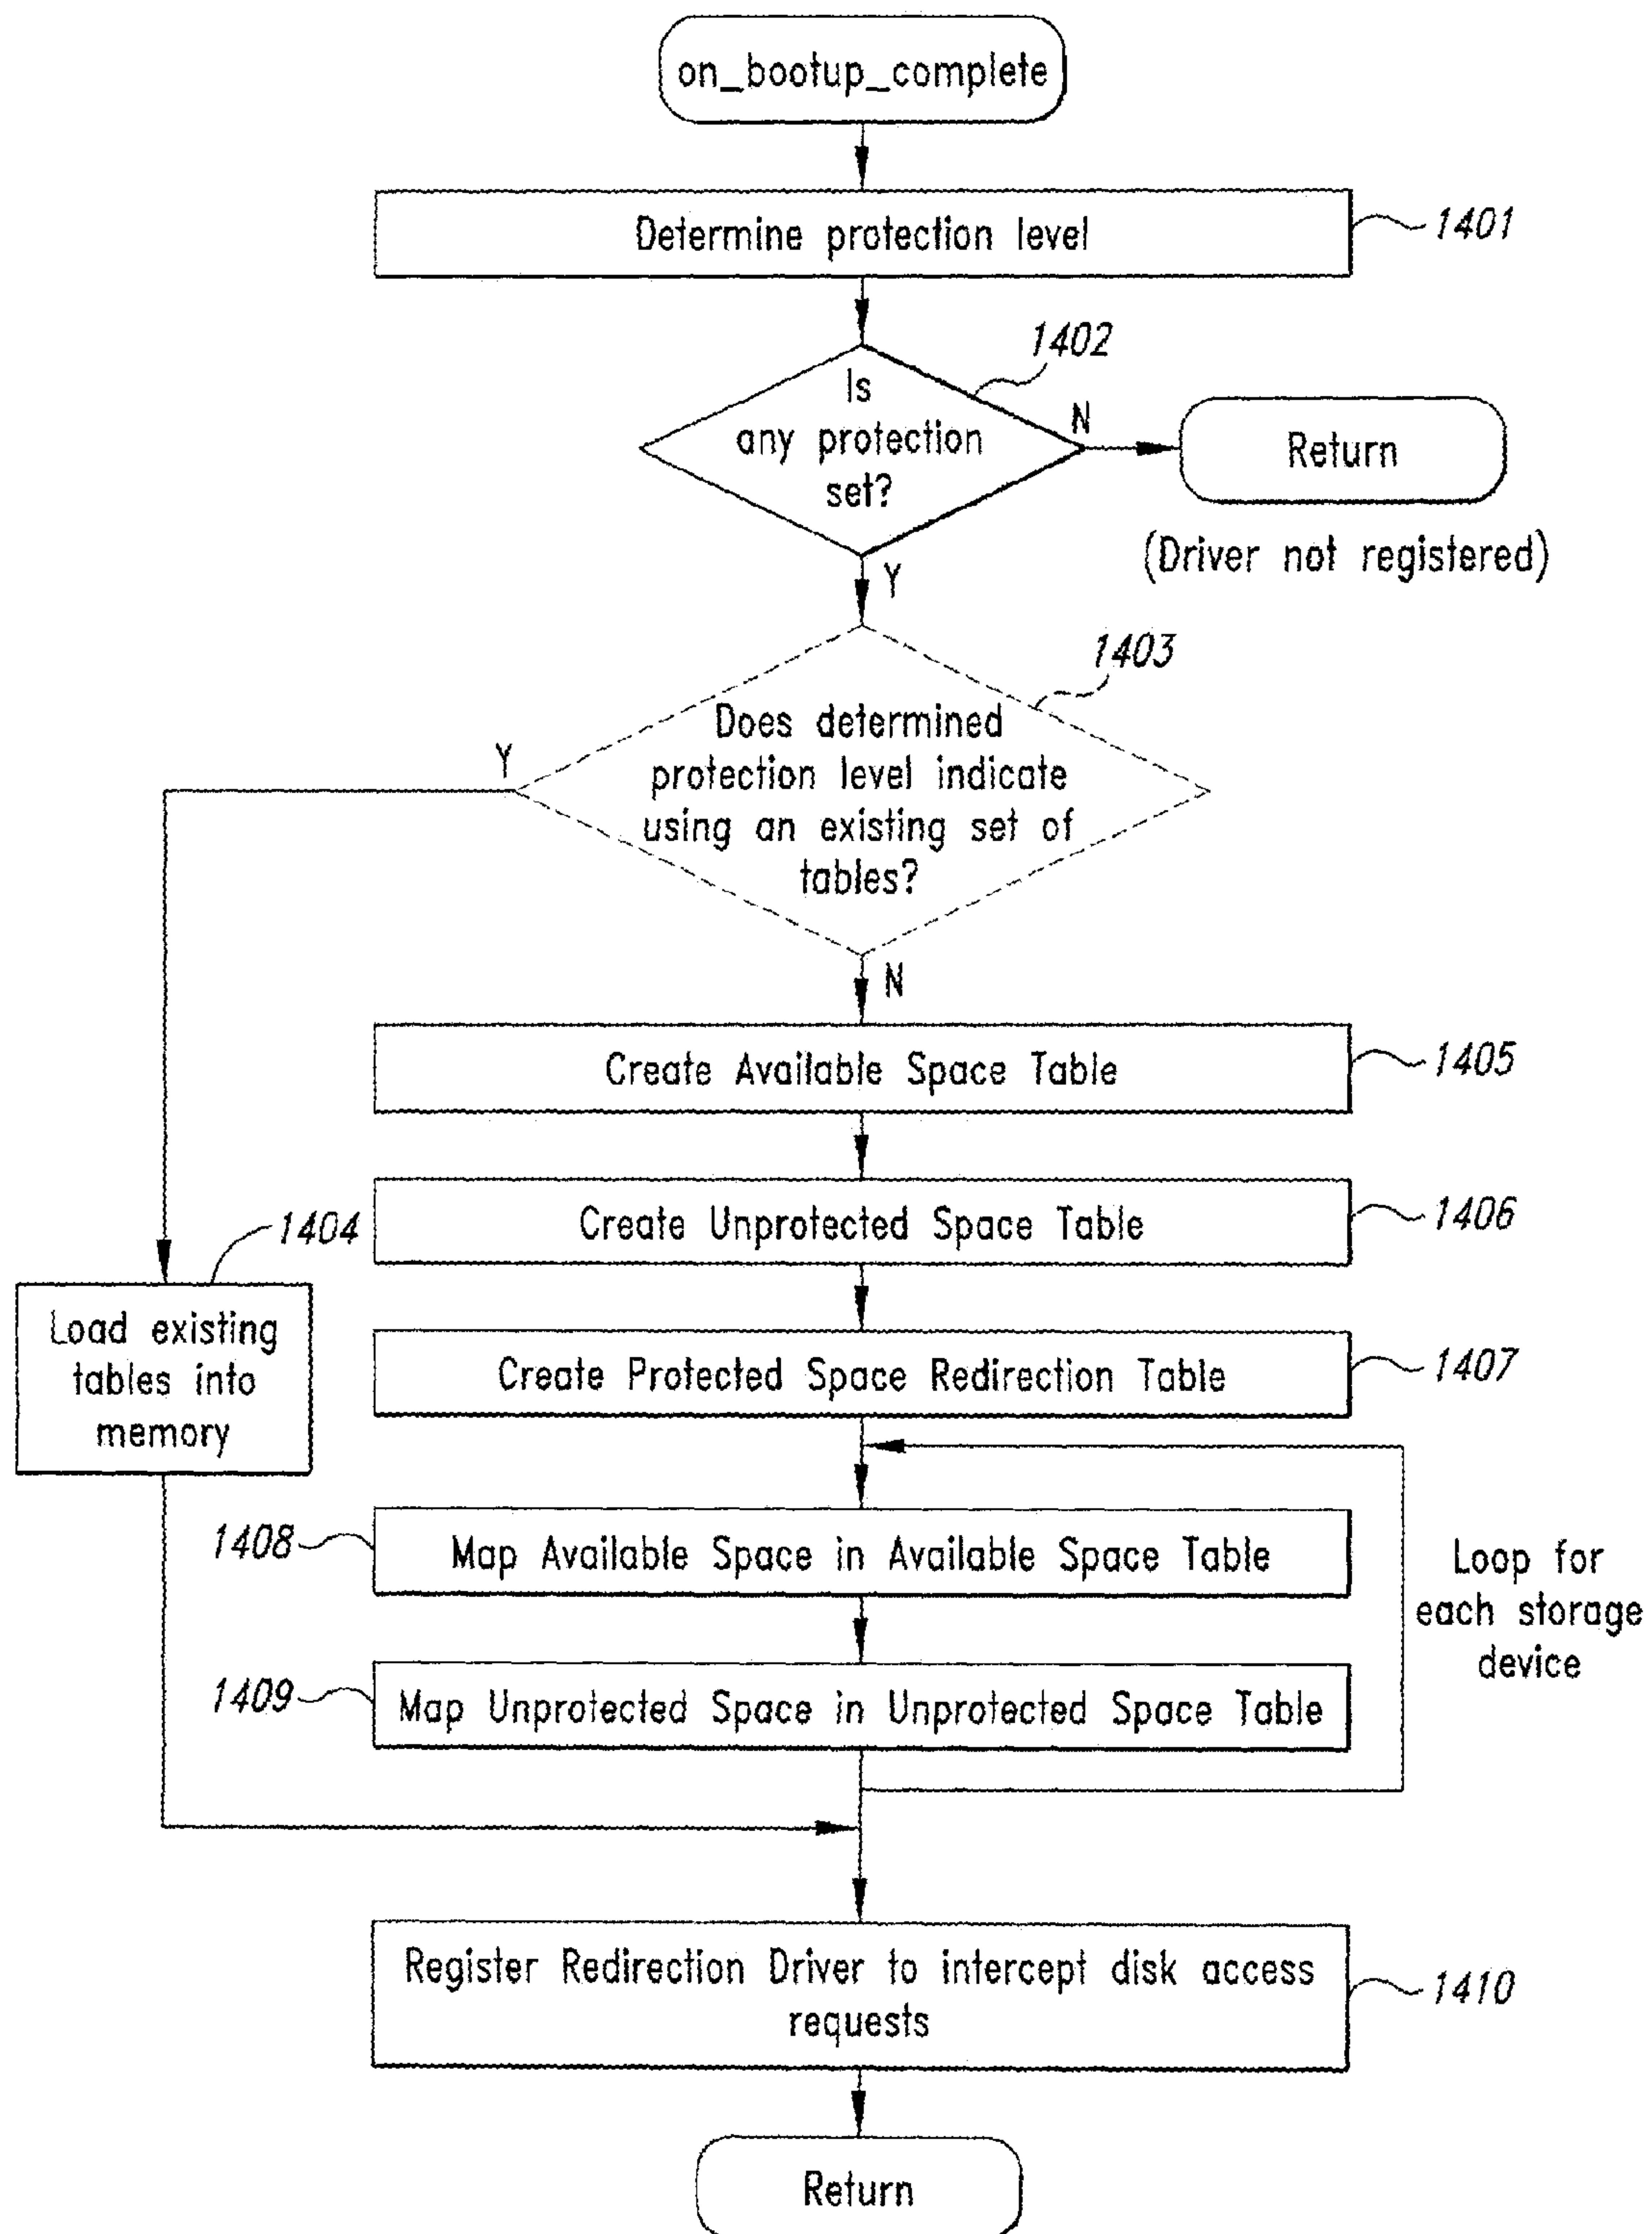 on_bootup_complete
Determine protection level
1401
1402
Is
any protection
set?
N
Return
(Driver not registered)
Y
1403
Does determined
protection level indicate
using an existing set of
tables?
Y
N
Create Available Space Table
1405
Create Unprotected Space Table
1406
1404
Load existing
tables into
memory
Create Protected Space Redirection Table
1407
1408
Map Available Space in Available Space Table
Loop for
each storage
device
1409
Map Unprotected Space in Unprotected Space Table
Register Redirection Driver to intercept disk access
requests
1410
Return